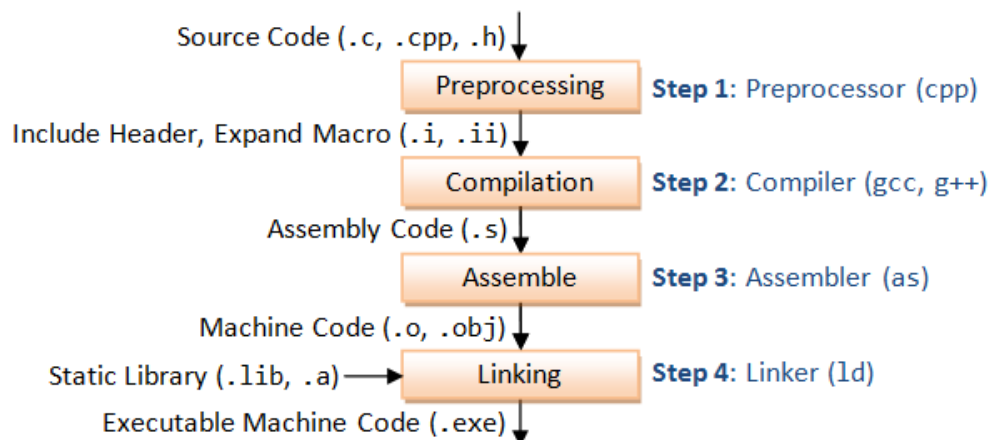 Source Code (.c, .cpp, .h)
Preprocessing
Step 1: Preprocessor (cpp)
Include Header, Expand Macro (.i, .ii)
Compilation
Step 2: Compiler (gcc, g++)
Assembly Code (.s)
Assemble
Step 3: Assembler (as)
Machine Code (.o, .obj)
Static Library (.lib, .a)
Linking
Step 4: Linker (ld)
Executable Machine Code (.exe)